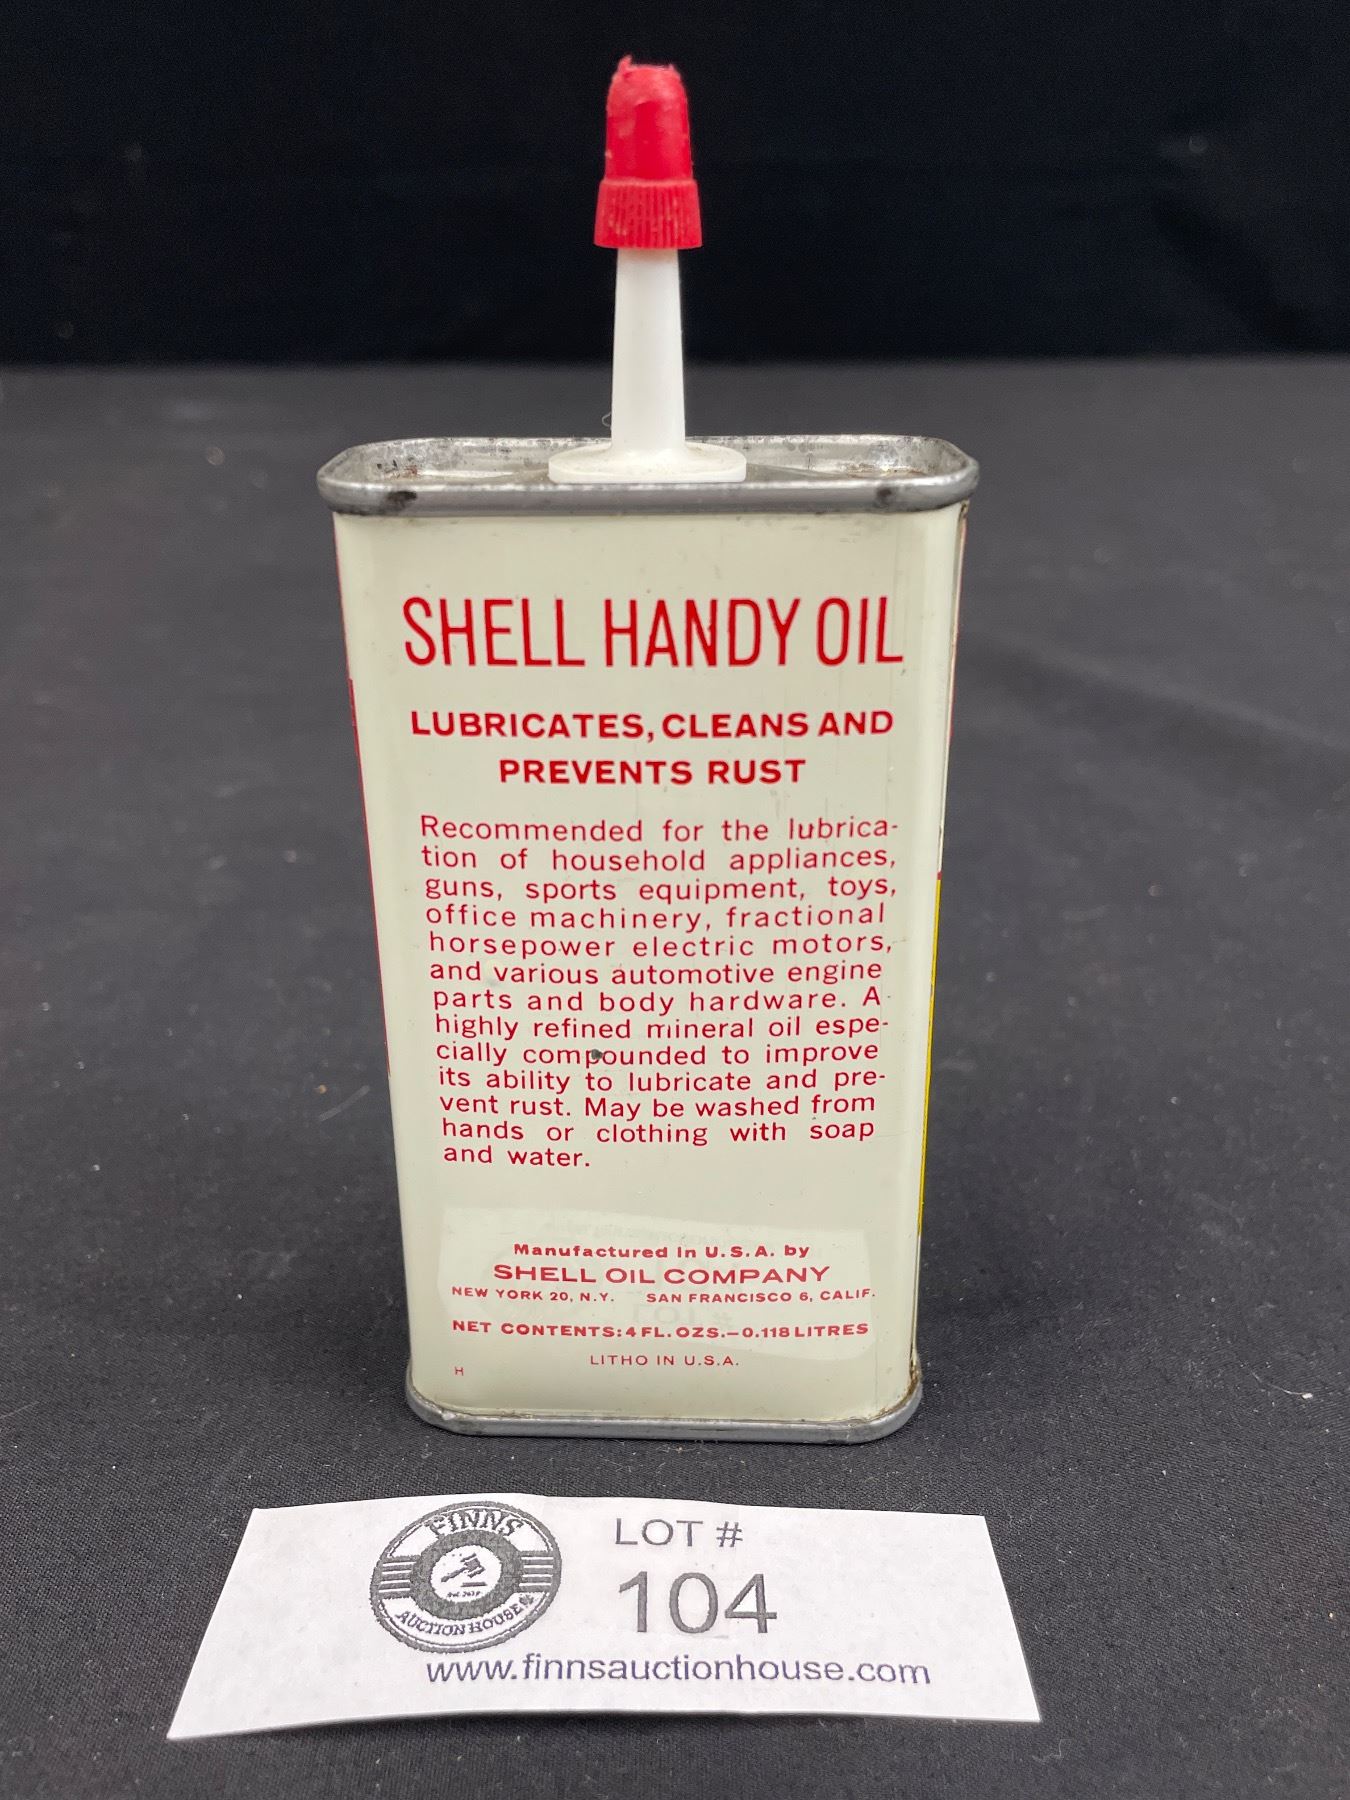 SHELL HANDY OIL
LUBRICATES, CLEANS AND
PREVENTS RUST
Recommended for the lubrica-
tion of household appliances,
guns, sports equipment, toys,
office machinery, fractional
horsepower electric motors,
and various automotive engine
parts and body hardware. A
highly refined mineral oil espe-
cially compounded to improve
its ability to lubricate and pre-
vent rust. May be washed from
hands or clothing with soap
and water.
Manufactured in U.S.A. by
SHELL OIL COMPANY
NEW YORK 20, N.Y. SAN FRANCISCO 6, CALIF.
NET CONTENTS: 4 FL. OZS.—0.118 LITRES
LITHO IN U.S.A.
H
FINNS
AUCTION HOUSE
LOT #
104
www.finnsauctionhouse.com